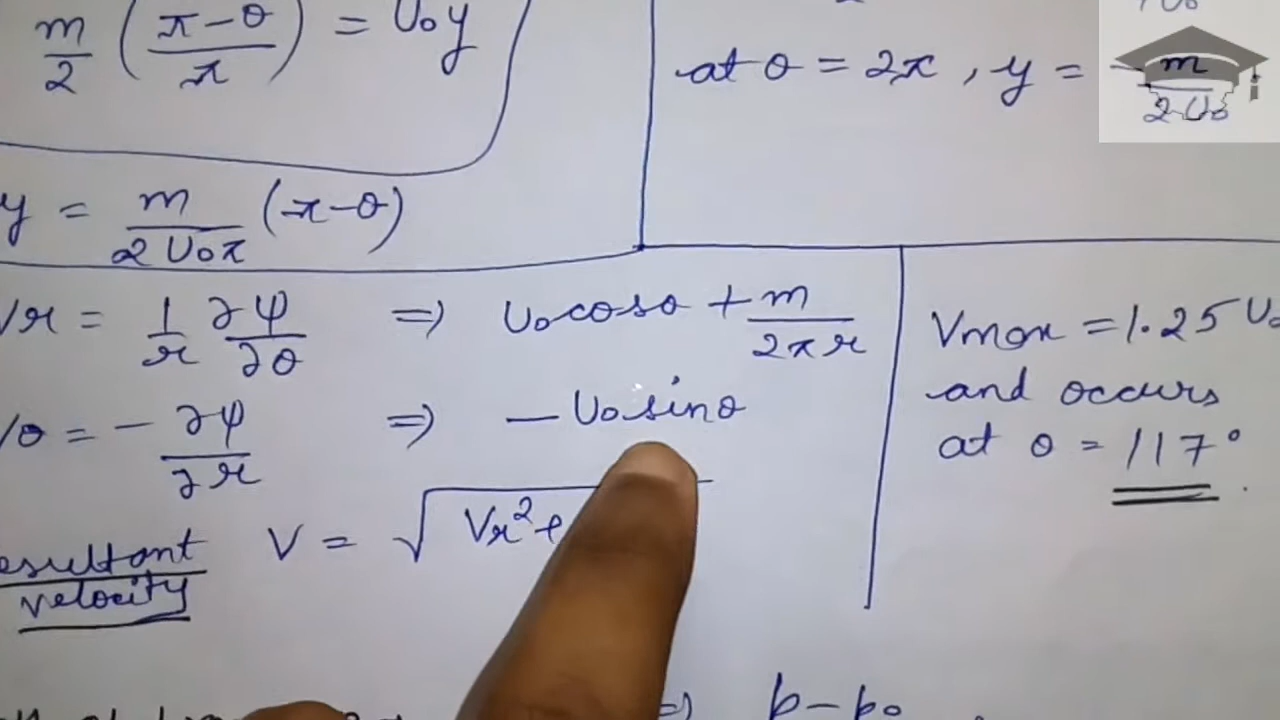 m/2 (π-θ/π) = U₀y
at θ = 2π, y = -m/2U₀
y = m/2U₀π (π-θ)
Vr = 1/r ∂ψ/∂θ ⇒ U₀cosθ + m/2πr
Vθ = - ∂ψ/∂r ⇒ - U₀sinθ
resultant velocity V = √Vr² +
Vmax = 1.25 U₀
and occurs
at θ = 117°
⇒ p-p₀